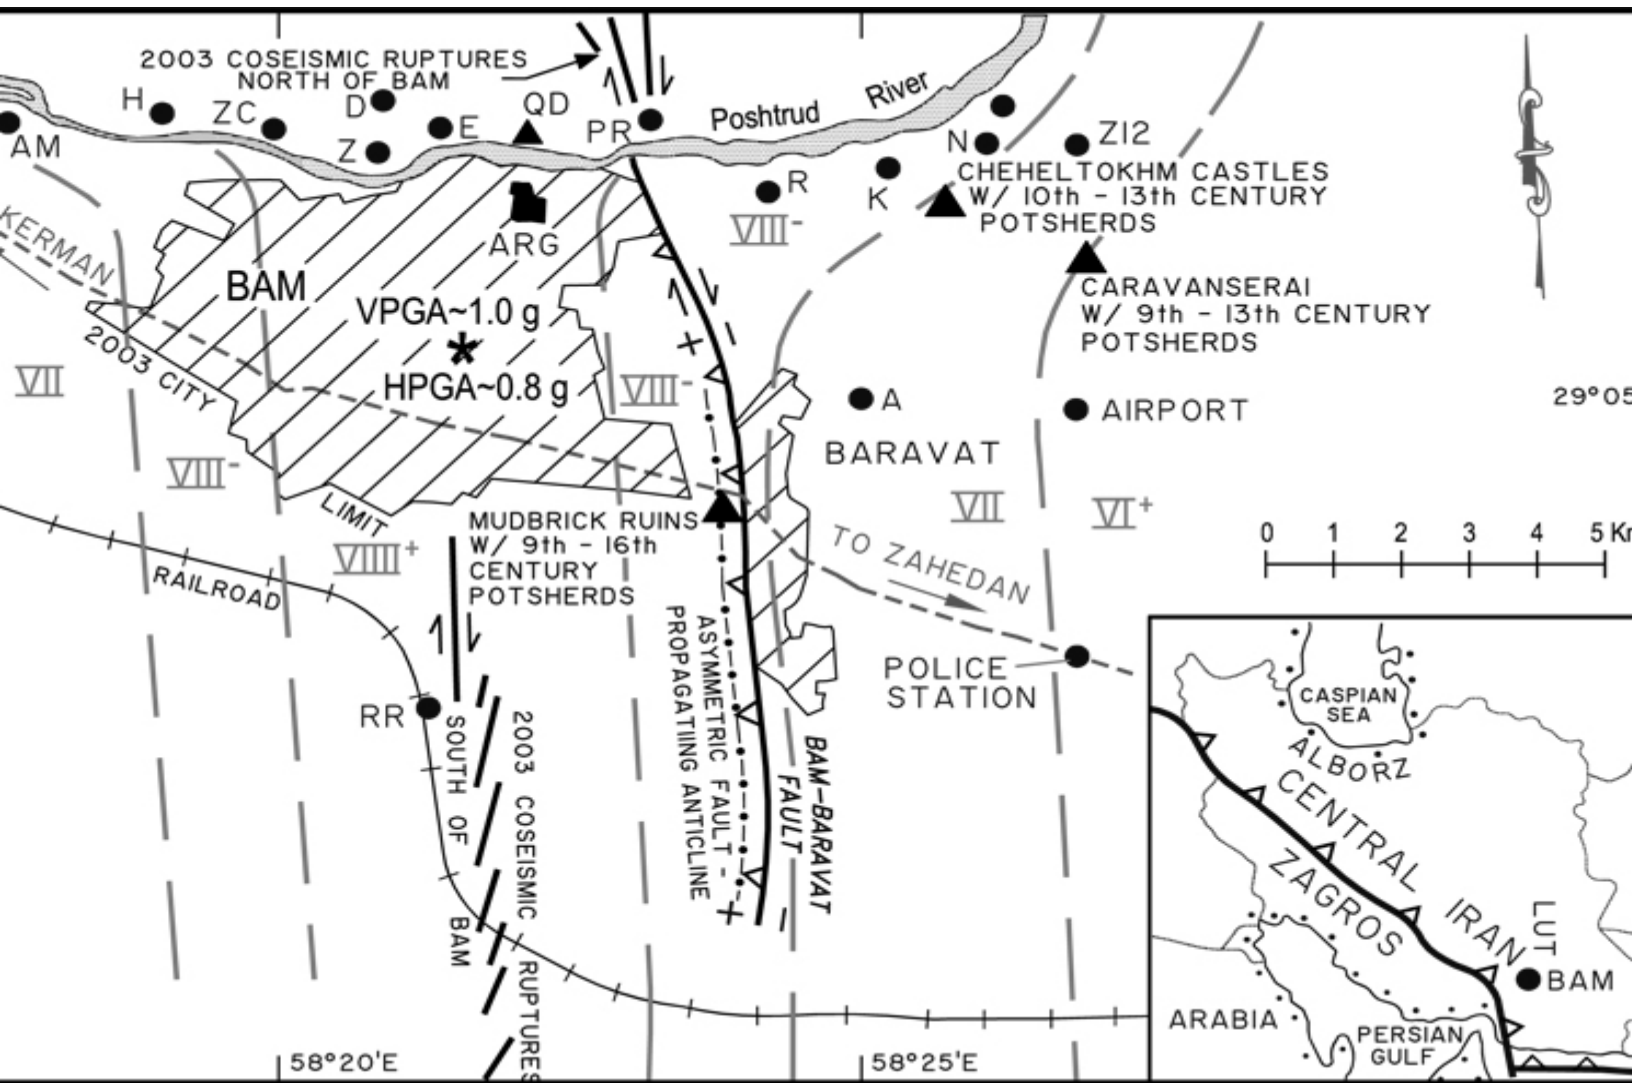 2003 COSEISMIC RUPTURES
NORTH OF BAM
H
ZC
D
E
QD
PR
Poshtrud
River
AM
Z
N
Z12
R
K
CHEHELTOKHM CASTLES
W/ 10th - 13th CENTURY
POTSHERDS
VIII-
ARG
KERMAN
BAM
VPGA~1.0 g
*
HPGA~0.8 g
CARAVANSERAI
W/ 9th - 13th CENTURY
POTSHERDS
2003 CITY
LIMIT
VII
VIII-
+
A
AIRPORT
29°05
BARAVAT
VIII-
VII
VI+
MUDBRICK RUINS
W/ 9th - 16th
CENTURY
POTSHERDS
VIIII+
TO ZAHEDAN
0 1 2 3 4 5 Km
RAILROAD
ASYMMETRIC FAULT -
PROPAGATIING ANTICLINE
POLICE
STATION
RR
SOUTH OF BAM
2003 COSEISMIC RUPTURES
BAM-BARAVAT
FAULT
+
58°20'E
58°25'E
CASPIAN
SEA
ALBORZ
CENTRAL IRAN
ZAGROS
LUT
BAM
ARABIA
PERSIAN
GULF